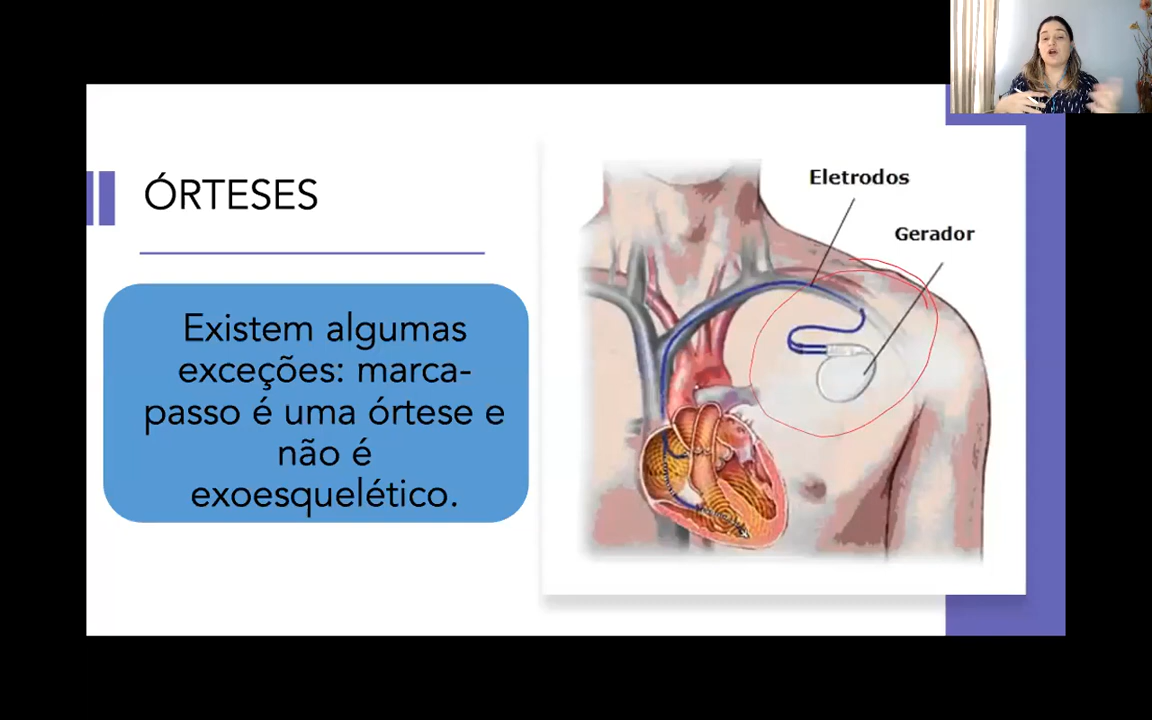 ÓRTESES
Existem algumas
exceções: marca-
passo é uma órtese e
não é
exoesquelético.
Eletrodos
Gerador